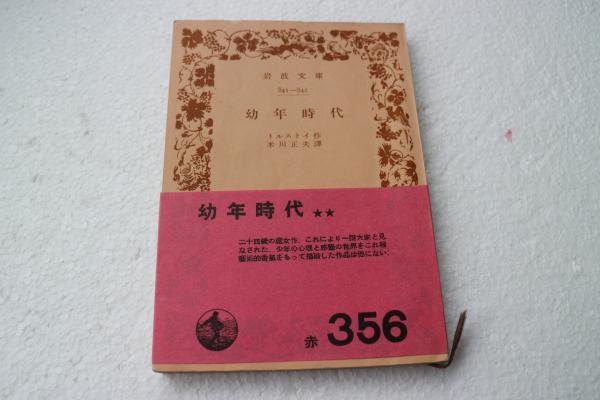 岩波文庫
341—342
幼年時代
トルストイ作
米川正夫譯
幼年時代 ★★
二十四歳の處女作、これにより一躍大家と見
なされた。少年の心理と感覺の世界をこれ程
藝術的香氣をもって描破した作品は他にない。
赤 356